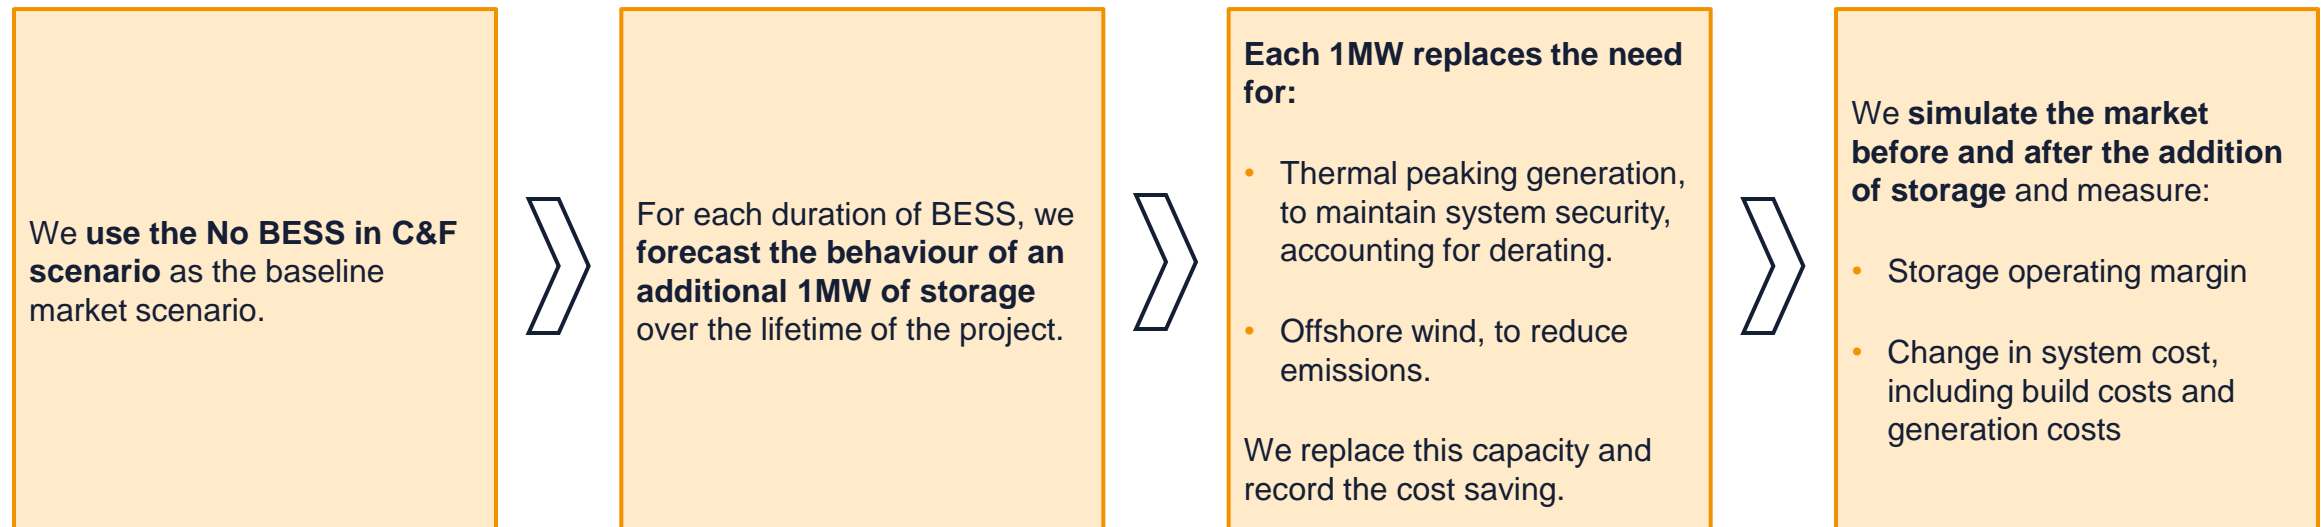 We use the No BESS in C&F
scenario as the baseline
market scenario.
For each duration of BESS, we
forecast the behaviour of an
additional 1MW of storage
over the lifetime of the project.
Each 1MW replaces the need
for:
• Thermal peaking generation,
to maintain system security,
accounting for derating.
• Offshore wind, to reduce
emissions.
We replace this capacity and
record the cost saving.
We simulate the market
before and after the addition
of storage and measure:
• Storage operating margin
• Change in system cost,
including build costs and
generation costs